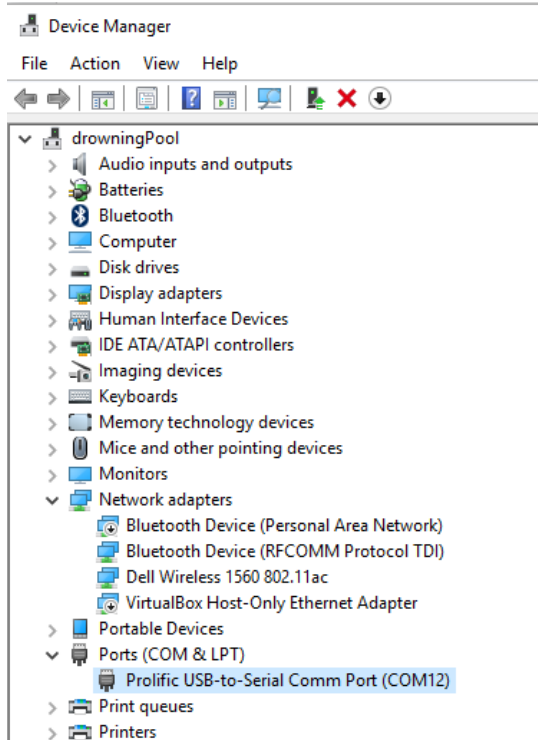 Device Manager
File Action View Help
drowningPool
Audio inputs and outputs
Batteries
Bluetooth
Computer
Disk drives
Display adapters
Human Interface Devices
IDE ATA/ATAPI controllers
Imaging devices
Keyboards
Memory technology devices
Mice and other pointing devices
Monitors
Network adapters
Bluetooth Device (Personal Area Network)
Bluetooth Device (RFCOMM Protocol TDI)
Dell Wireless 1560 802.11ac
VirtualBox Host-Only Ethernet Adapter
Portable Devices
Ports (COM & LPT)
Prolific USB-to-Serial Comm Port (COM12)
Print queues
Printers